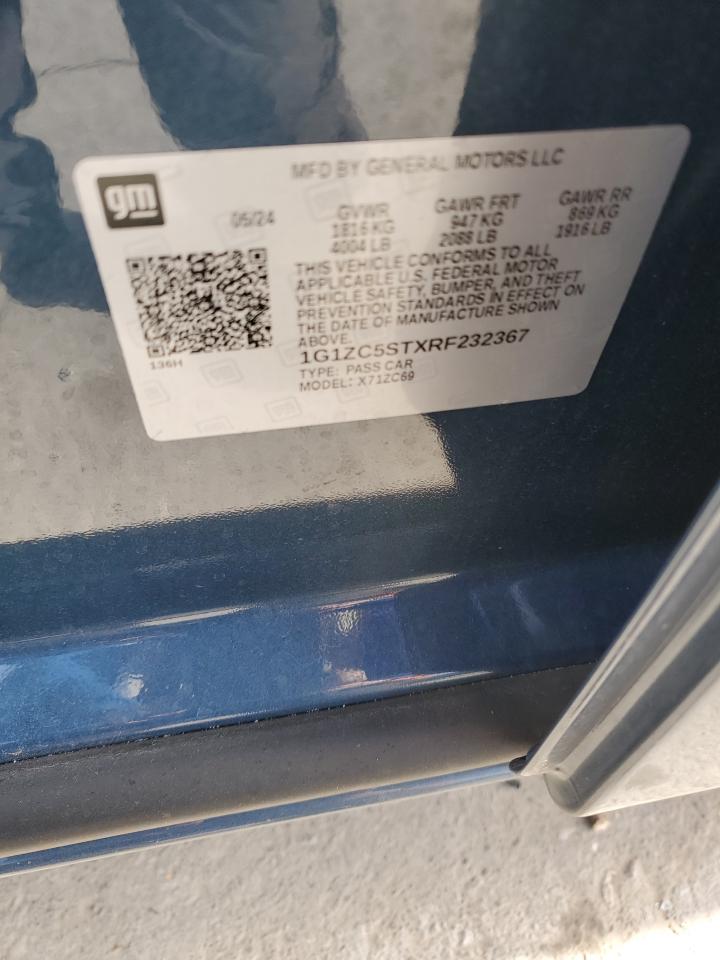 gm
MFD BY GENERAL MOTORS LLC
05/24
GVWR GAWR FRT GAWR RR
1816 KG 947 KG 869 KG
4004 LB 2088 LB 1916 LB
THIS VEHICLE CONFORMS TO ALL
APPLICABLE U.S. FEDERAL MOTOR
VEHICLE SAFETY, BUMPER, AND THEFT
PREVENTION STANDARDS IN EFFECT ON
THE DATE OF MANUFACTURE SHOWN
ABOVE.
1G1ZC5STXRF232367
TYPE: PASS CAR
MODEL: X71ZC69
136H